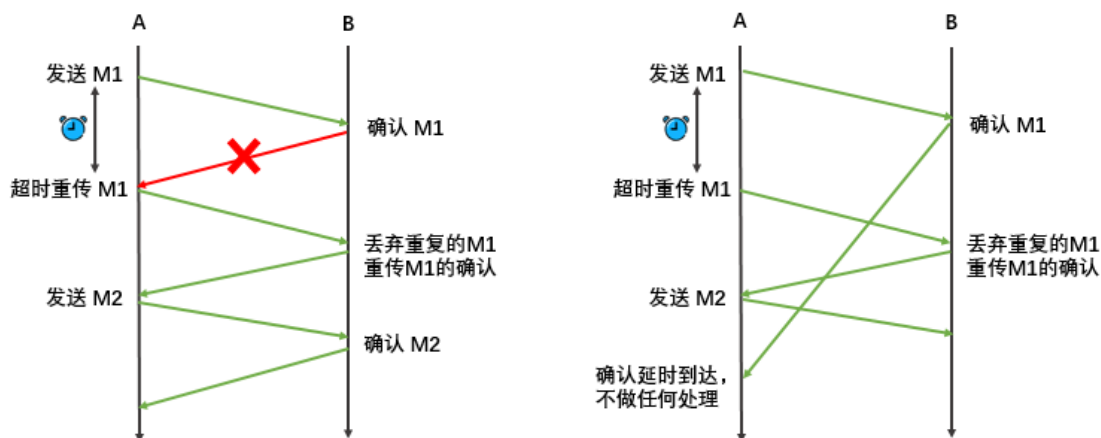 A
B
发送 M1
确认 M1
超时重传 M1
丢弃重复的M1
重传M1的确认
发送 M2
确认 M2
A
B
发送 M1
确认 M1
超时重传 M1
丢弃重复的M1
重传M1的确认
发送 M2
确认延时到达，
不做任何处理